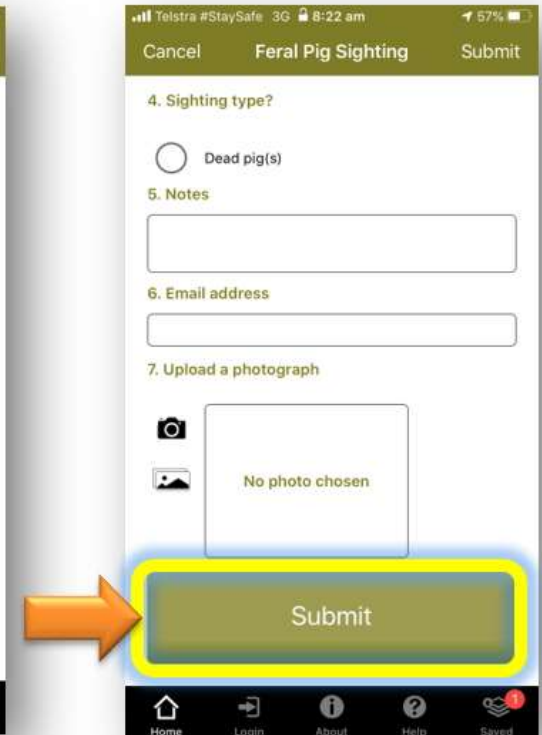 Telstra #StaySafe 3G 8:22 am 57%
Cancel Feral Pig Sighting Submit
4. Sighting type?
Dead pig(s)
5. Notes
6. Email address
7. Upload a photograph
No photo chosen
Submit
1
Home Login About Help Saved